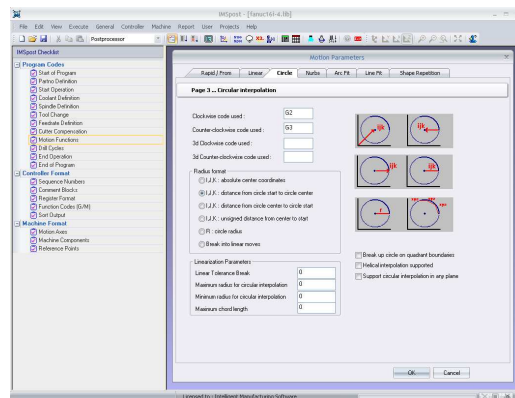 IMSpost - [fanuc16i-4.lib]
File Edit View Execute General Controller Machine Report User Projects Help
Postprocessor
IMSpost Checklist
Program Codes
Start of Program
Partno Definition
Start Operation
Coolant Definition
Spindle Definition
Tool Change
Feedrate Definition
Cutter Compensation
Motion Functions
Drill Cycles
End Operation
End of Program
Controller Format
Sequence Numbers
Comment Blocks
Register Format
Function Codes (G/M)
Sort Output
Machine Format
Motion Axes
Machine Components
Reference Points
Motion Parameters
Rapid / From Linear Circle Nurbs Arc Fit Line Fit Shape Repetition
Page 3 ... Circular interpolation
Clockwise code used : G2
Counter-clockwise code used : G3
3d Clockwise code used :
3d Counter-clockwise code used :
Radius format
I,J,K : absolute center coordinates
I,J,K : distance from circle start to circle center
I,J,K : distance from circle center to circle start
I,J,K : unsigned distance from center to start
R : circle radius
Break into linear moves
Linearization Parameters
Linear Tolerance Break 0
Maximum radius for circular interpolation 0
Minimum radius for circular interpolation 0
Maximum chord length 0
ijk ijk
ijk ijk
r
Break up circle on quadrant boundaries
Helical interpolation supported
Support circular interpolation in any plane
OK Cancel
Licensed to : Intelligent Manufacturing Software